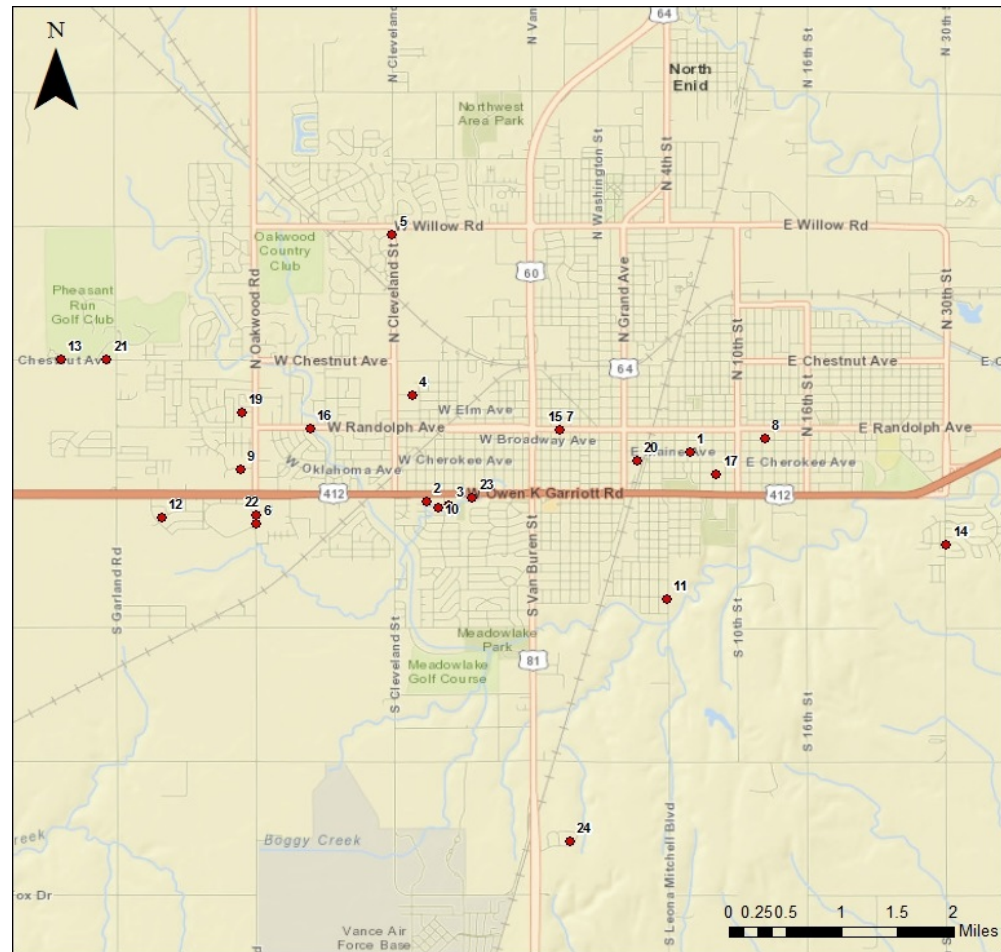 N
64
N Cleveland
N Van
N 16th St
N 30th S
North
Enid
Northwest
Area Park
N Washington St
N 4th St
5
W Willow Rd
E Willow Rd
Oakwood
Country
Club
60
N Oakwood Rd
N Cleveland St
N Grand Ave
N 30th St
Pheasant
Run
Golf Club
13
21
Chestnut Ave
W Chestnut Ave
64
N 10th St
E Chestnut Ave
4
N 16th St
19
W Elm Ave
16
W Randolph Ave
15
7
E Randolph Ave
W Broadway Ave
8
1
9
W Oklahoma Ave
W Cherokee Ave
20
E Maine Ave
17
E Cherokee Ave
412
2
3
23
W Owen K Garriott Rd
412
12
22
6
10
14
S Garland Rd
S Van Buren St
11
S 10th St
S Cleveland St
Meadowlake
Park
Meadowlake
Golf Course
81
S 16th St
24
Boggy Creek
reek
S Leona Mitchell Blvd
ox Dr
Vance Air
Force Base
0 0.25 0.5 1 1.5 2
Miles